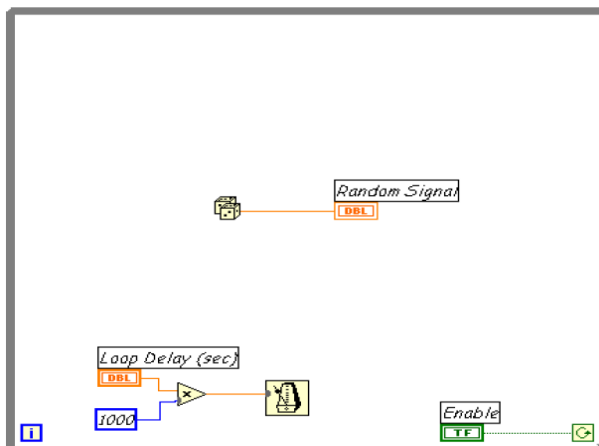 Random Signal
DBL
Loop Delay (sec)
DBL
x
1000
Enable
TF
i